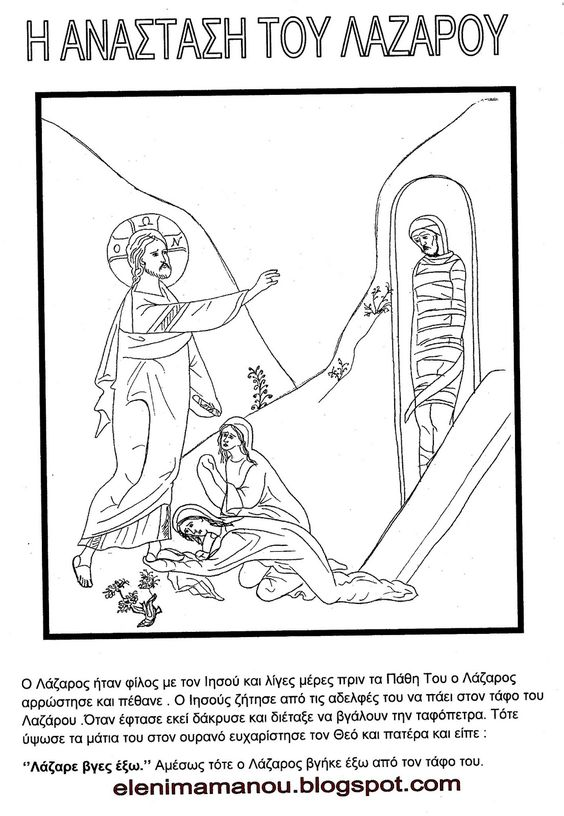 Η ΑΝΑΣΤΑΣΗ ΤΟΥ ΛΑΖΑΡΟΥ
Ο Ω Ν
Ο Λάζαρος ήταν φίλος με τον Ιησού και λίγες μέρες πριν τα Πάθη Του ο Λάζαρος
αρρώστησε και πέθανε . Ο Ιησούς ζήτησε από τις αδελφές του να πάει στον τάφο του
Λαζάρου .Όταν έφτασε εκεί δάκρυσε και διέταξε να βγάλουν την ταφόπετρα. Τότε
ύψωσε τα μάτια του στον ουρανό ευχαρίστησε τον Θεό και πατέρα και είπε :
‘’Λάζαρε βγες έξω.’’ Αμέσως τότε ο Λάζαρος βγήκε έξω από τον τάφο του.
elenimamanou.blogspot.com